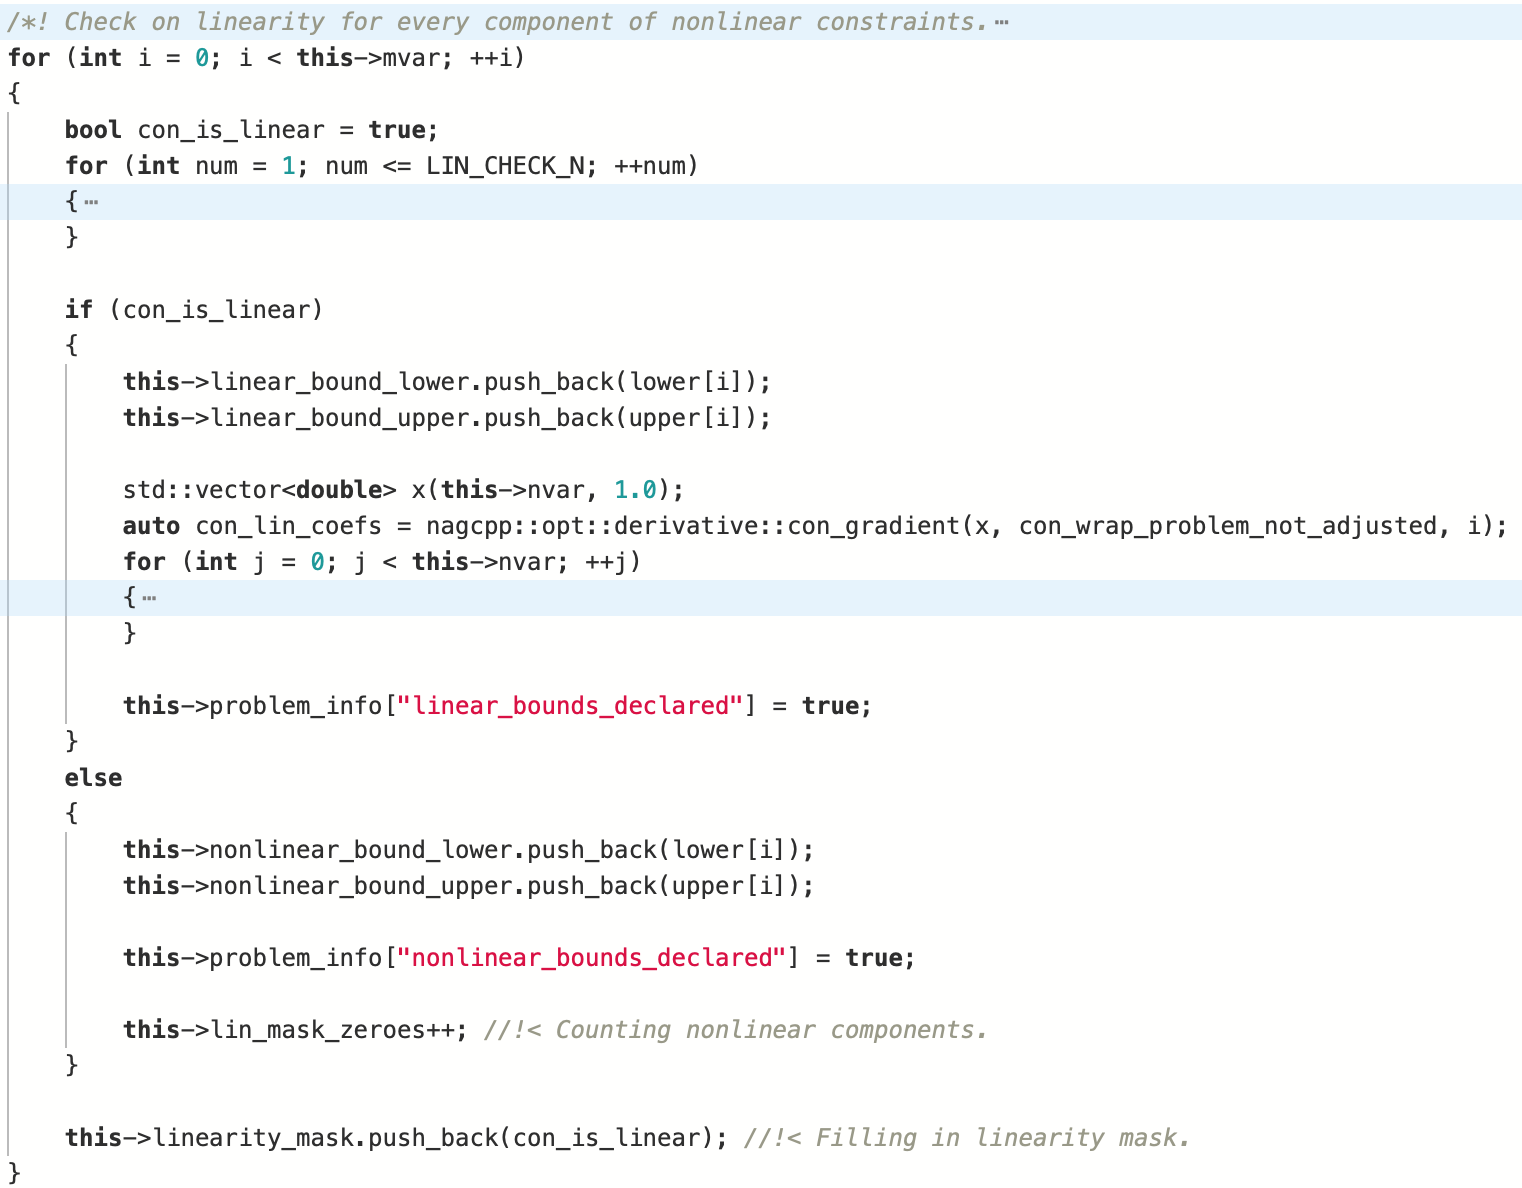 /*! Check on linearity for every component of nonlinear constraints. ⋯
for (int i = 0; i < this->mvar; ++i)
{
    bool con_is_linear = true;
    for (int num = 1; num <= LIN_CHECK_N; ++num)
    { ⋯
    }

    if (con_is_linear)
    {
        this->linear_bound_lower.push_back(lower[i]);
        this->linear_bound_upper.push_back(upper[i]);

        std::vector<double> x(this->nvar, 1.0);
        auto con_lin_coefs = nagcpp::opt::derivative::con_gradient(x, con_wrap_problem_not_adjusted, i);
        for (int j = 0; j < this->nvar; ++j)
        { ⋯
        }

        this->problem_info["linear_bounds_declared"] = true;
    }
    else
    {
        this->nonlinear_bound_lower.push_back(lower[i]);
        this->nonlinear_bound_upper.push_back(upper[i]);

        this->problem_info["nonlinear_bounds_declared"] = true;

        this->lin_mask_zeroes++; //!< Counting nonlinear components.
    }

    this->linearity_mask.push_back(con_is_linear); //!< Filling in linearity mask.
}